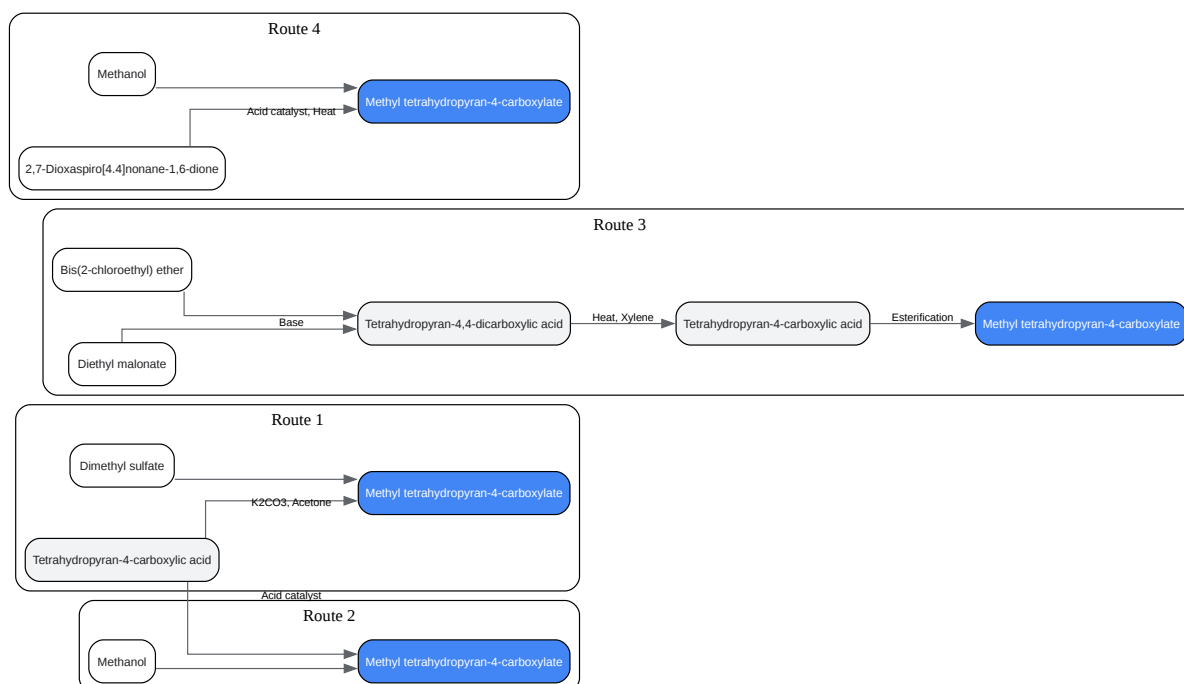 Route 4
Methanol
Methyl tetrahydropyran-4-carboxylate
Acid catalyst, Heat
2,7-Dioxaspiro[4.4]nonane-1,6-dione
Route 3
Bis(2-chloroethyl) ether
Base
Tetrahydropyran-4,4-dicarboxylic acid
Heat, Xylene
Tetrahydropyran-4-carboxylic acid
Esterification
Methyl tetrahydropyran-4-carboxylate
Diethyl malonate
Route 1
Dimethyl sulfate
Methyl tetrahydropyran-4-carboxylate
K2CO3, Acetone
Tetrahydropyran-4-carboxylic acid
Acid catalyst
Route 2
Methanol
Methyl tetrahydropyran-4-carboxylate